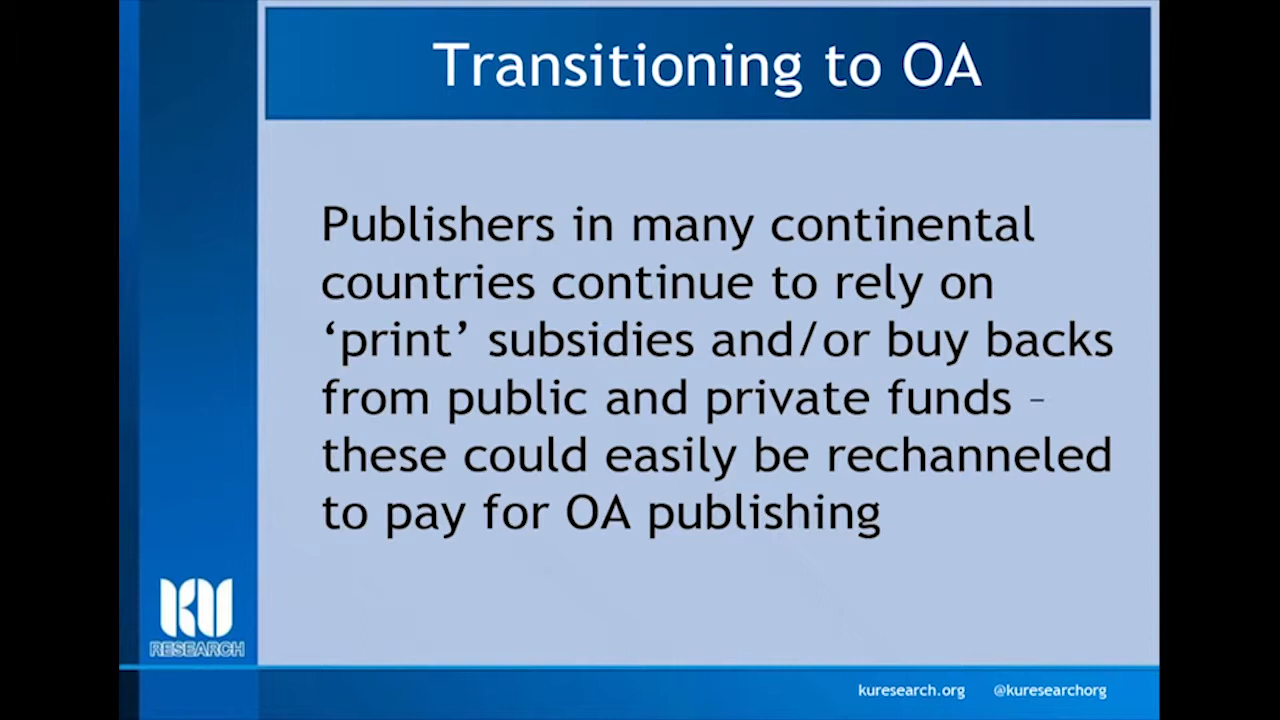 Transitioning to OA
Publishers in many continental
countries continue to rely on
‘print’ subsidies and/or buy backs
from public and private funds –
these could easily be rechanneled
to pay for OA publishing
KU
RESEARCH
kuresearch.org @kuresearchorg